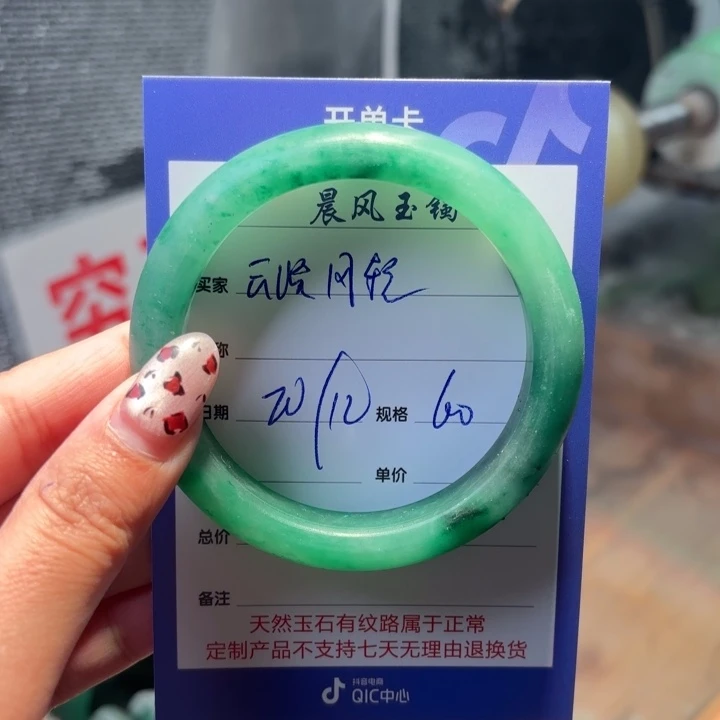 开单卡
晨风玉镯
买家 云淡风轻
称
日期 20/12 规格 60
单价
总价
备注
天然玉石有纹路属于正常
定制产品不支持七天无理由退换货
抖音电商
QIC中心